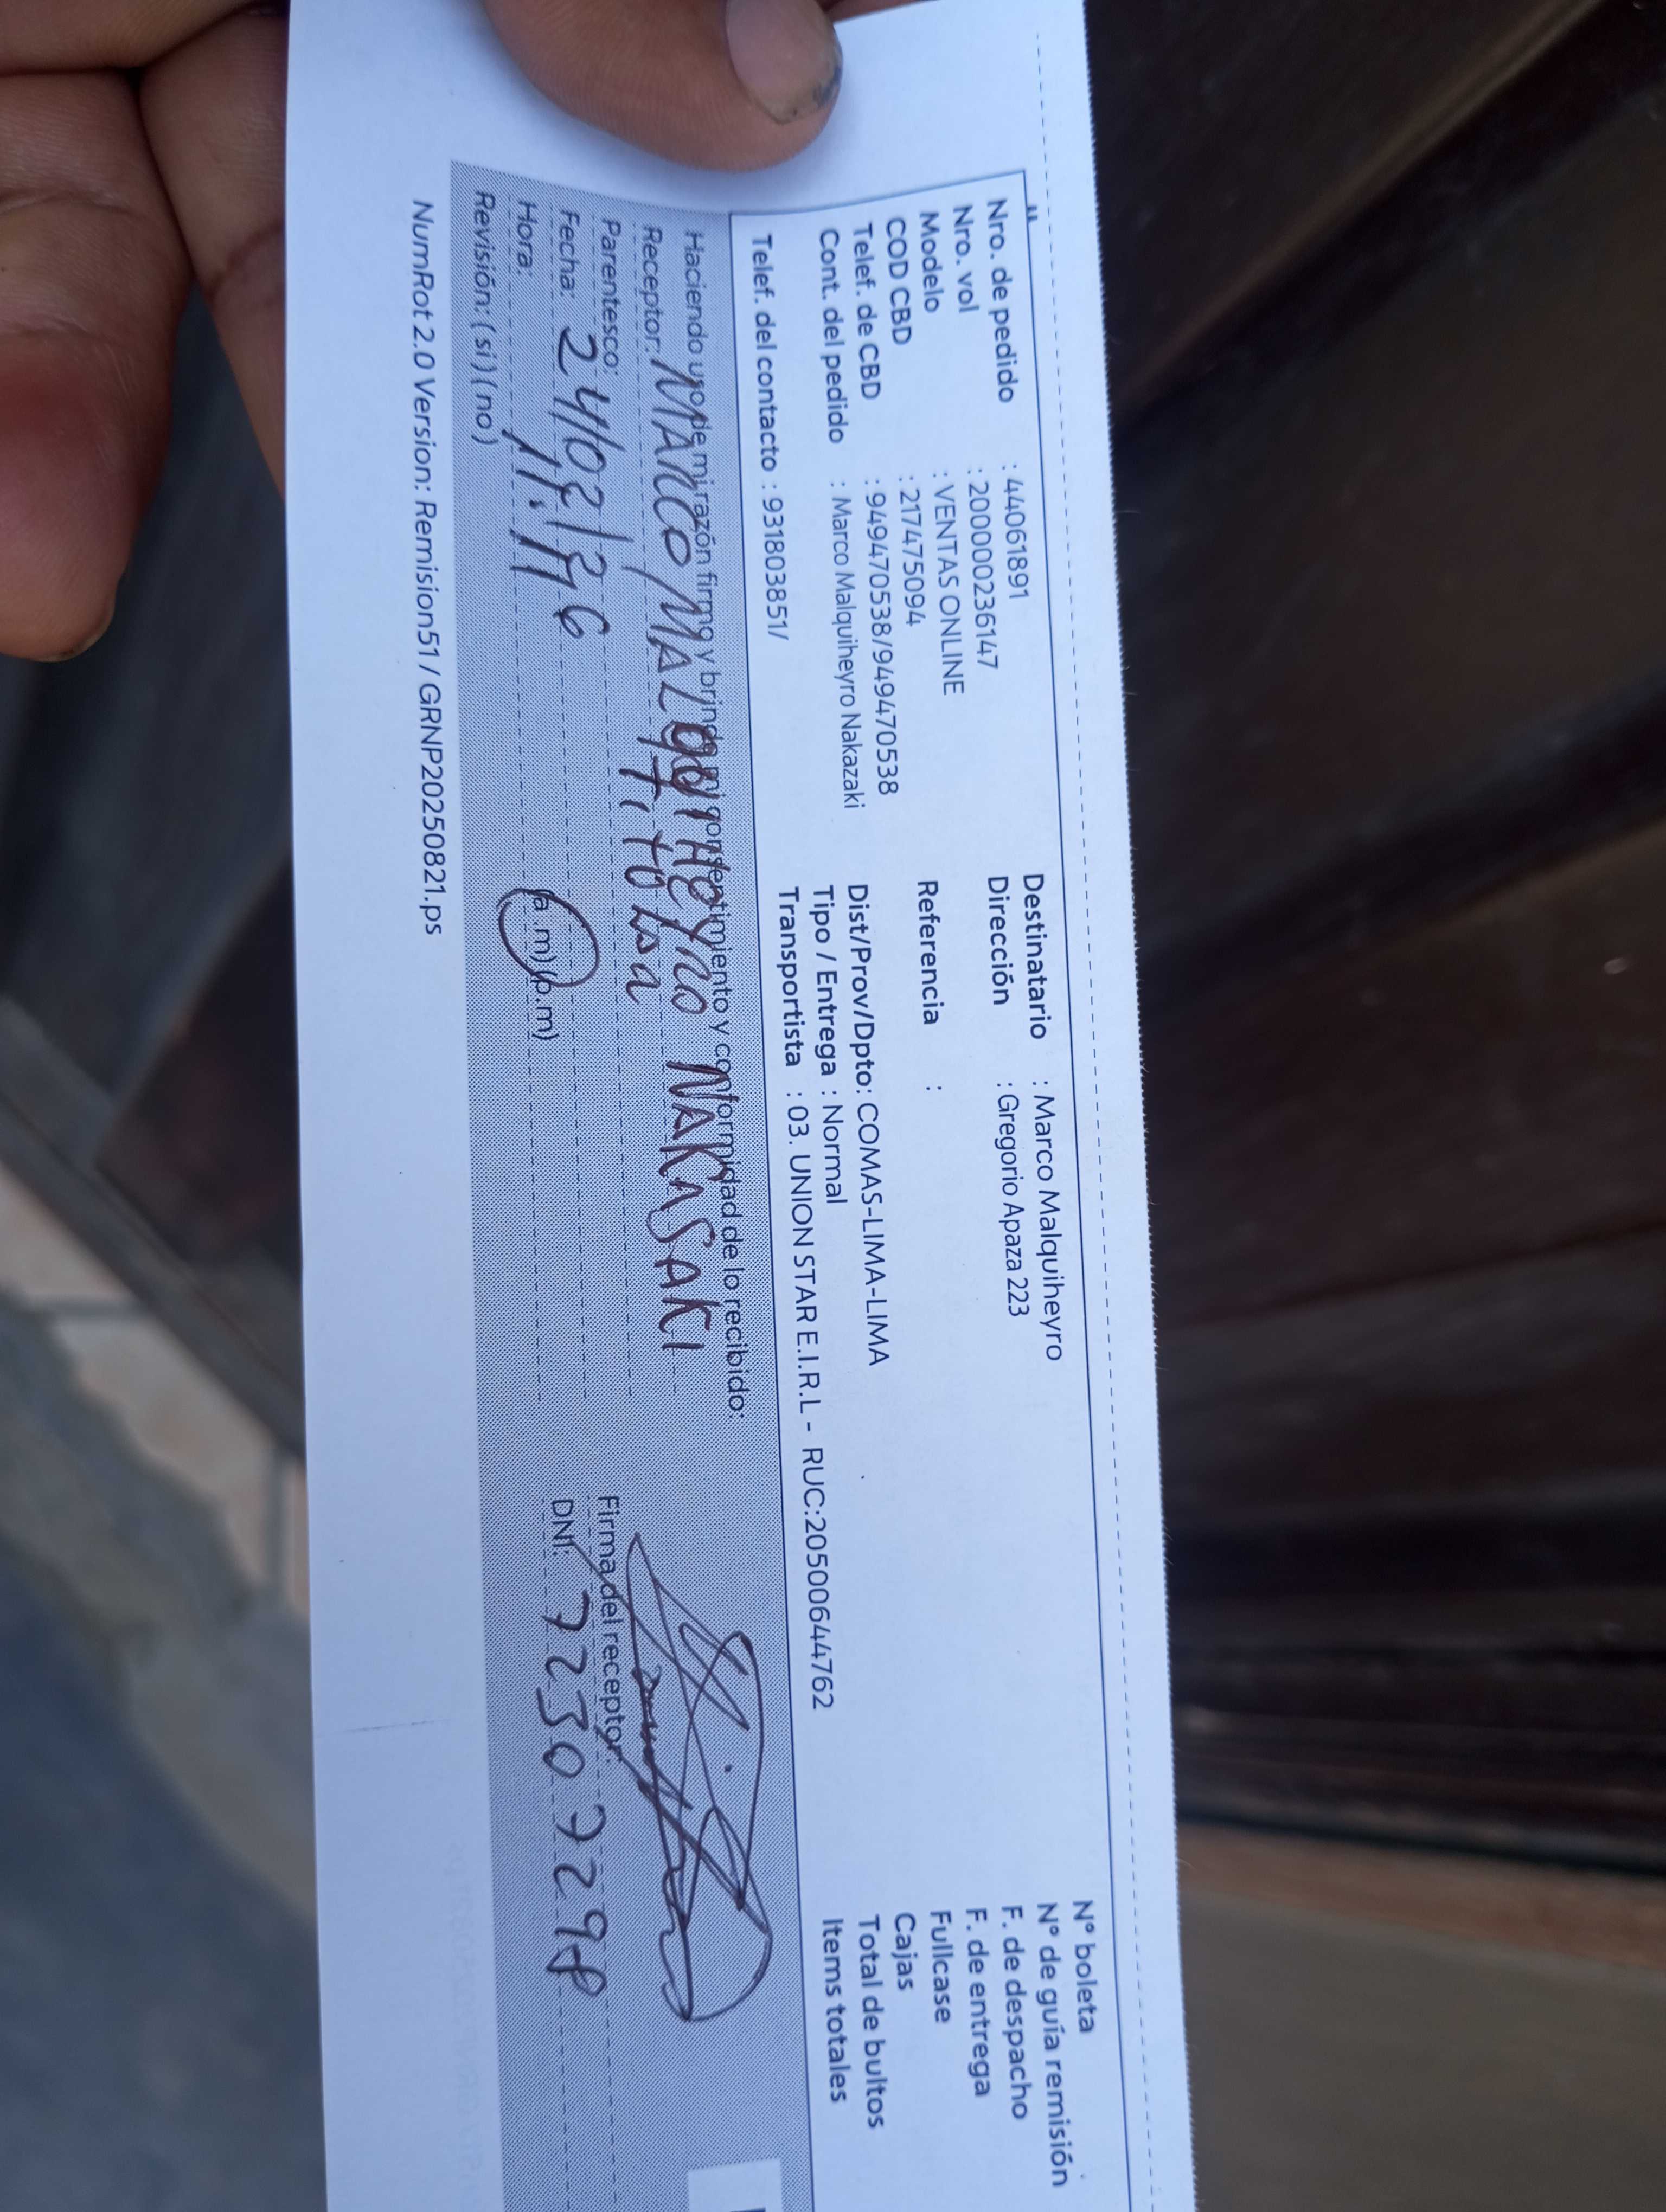 Nro. de pedido : 44061891
Nro. vol : 2000000236147
Modelo : VENTAS ONLINE
COD CBD : 217475094
Telef. de CBD : 949470538/949470538
Cont. del pedido : Marco Malquiheyro Nakazaki
Telef. del contacto : 931803851/
Destinatario : Marco Malquiheyro
Dirección : Gregorio Apaza 223
Referencia :
Dist/Prov/Dpto: COMAS-LIMA-LIMA
Tipo / Entrega : Normal
Transportista : 03. UNION STAR E.I.R.L - RUC:20500644762
Nº boleta
Nº de guía remisión
F. de despacho
F. de entrega
Fullcase
Cajas
Total de bultos
Items totales
Haciendo uso de mi razón firmo y brindo mi consentimiento y conformidad de lo recibido:
Receptor: MARCO MALQUIHEYRO NAKASAKI
Parentesco:
Fecha: 24/02/26
Hora: 11:11 (a.m) (p.m)
Revisión: (si) (no)
Firma del receptor:
DNI: 72307298
NumRot 2.0 Version: Remision51 / GRNP20250821.ps